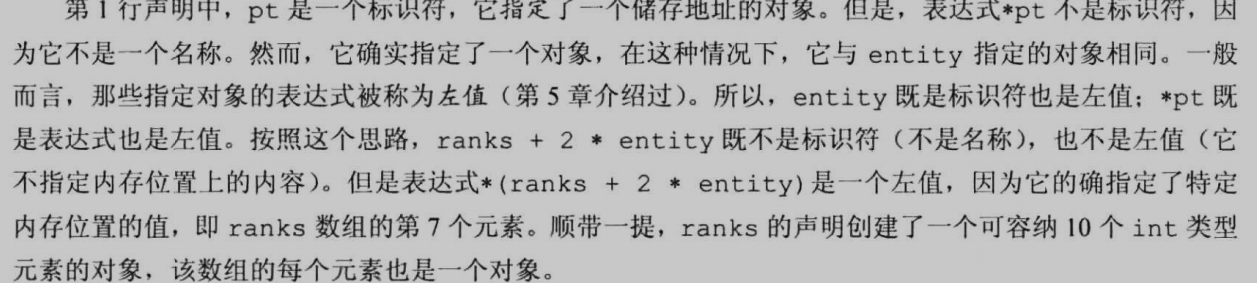 第 1 行声明中，pt 是一个标识符，它指定了一个储存地址的对象。但是，表达式*pt 不是标识符，因
为它不是一个名称。然而，它确实指定了一个对象，在这种情况下，它与 entity 指定的对象相同。一般
而言，那些指定对象的表达式被称为左值（第 5 章介绍过）。所以，entity 既是标识符也是左值；*pt 既
是表达式也是左值。按照这个思路，ranks + 2 * entity 既不是标识符（不是名称），也不是左值（它
不指定内存位置上的内容）。但是表达式*(ranks + 2 * entity)是一个左值，因为它的确指定了特定
内存位置的值，即 ranks 数组的第 7 个元素。顺带一提，ranks 的声明创建了一个可容纳 10 个 int 类型
元素的对象，该数组的每个元素也是一个对象。